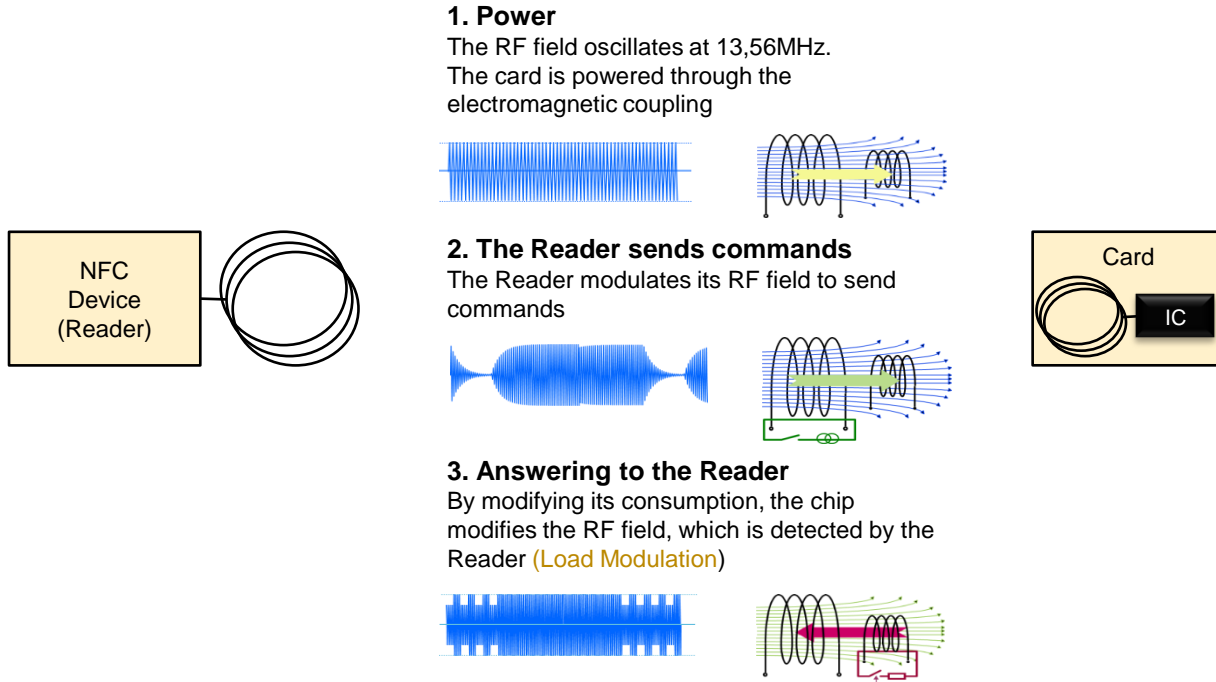 1. Power
The RF field oscillates at 13,56MHz.
The card is powered through the
electromagnetic coupling
NFC
Device
(Reader)
2. The Reader sends commands
The Reader modulates its RF field to send
commands
Card
IC
3. Answering to the Reader
By modifying its consumption, the chip
modifies the RF field, which is detected by the
Reader (Load Modulation)